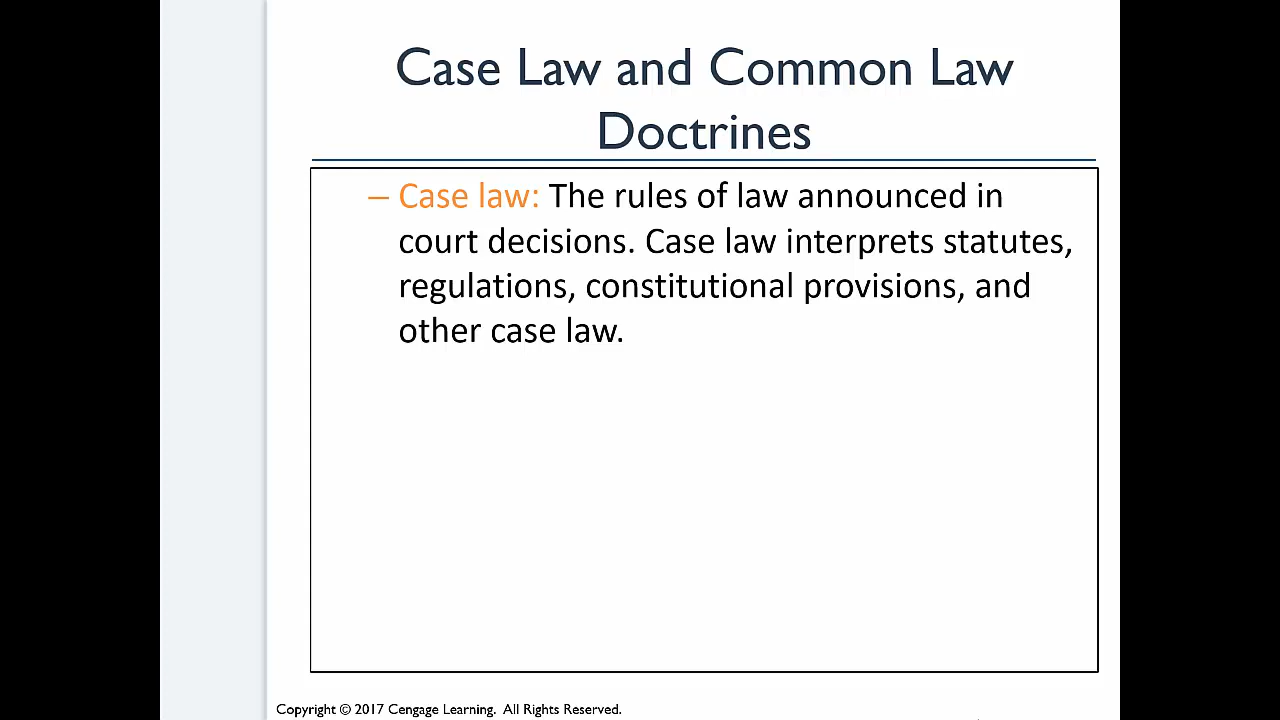 Case Law and Common Law
Doctrines
– Case law: The rules of law announced in
court decisions. Case law interprets statutes,
regulations, constitutional provisions, and
other case law.
Copyright © 2017 Cengage Learning. All Rights Reserved.